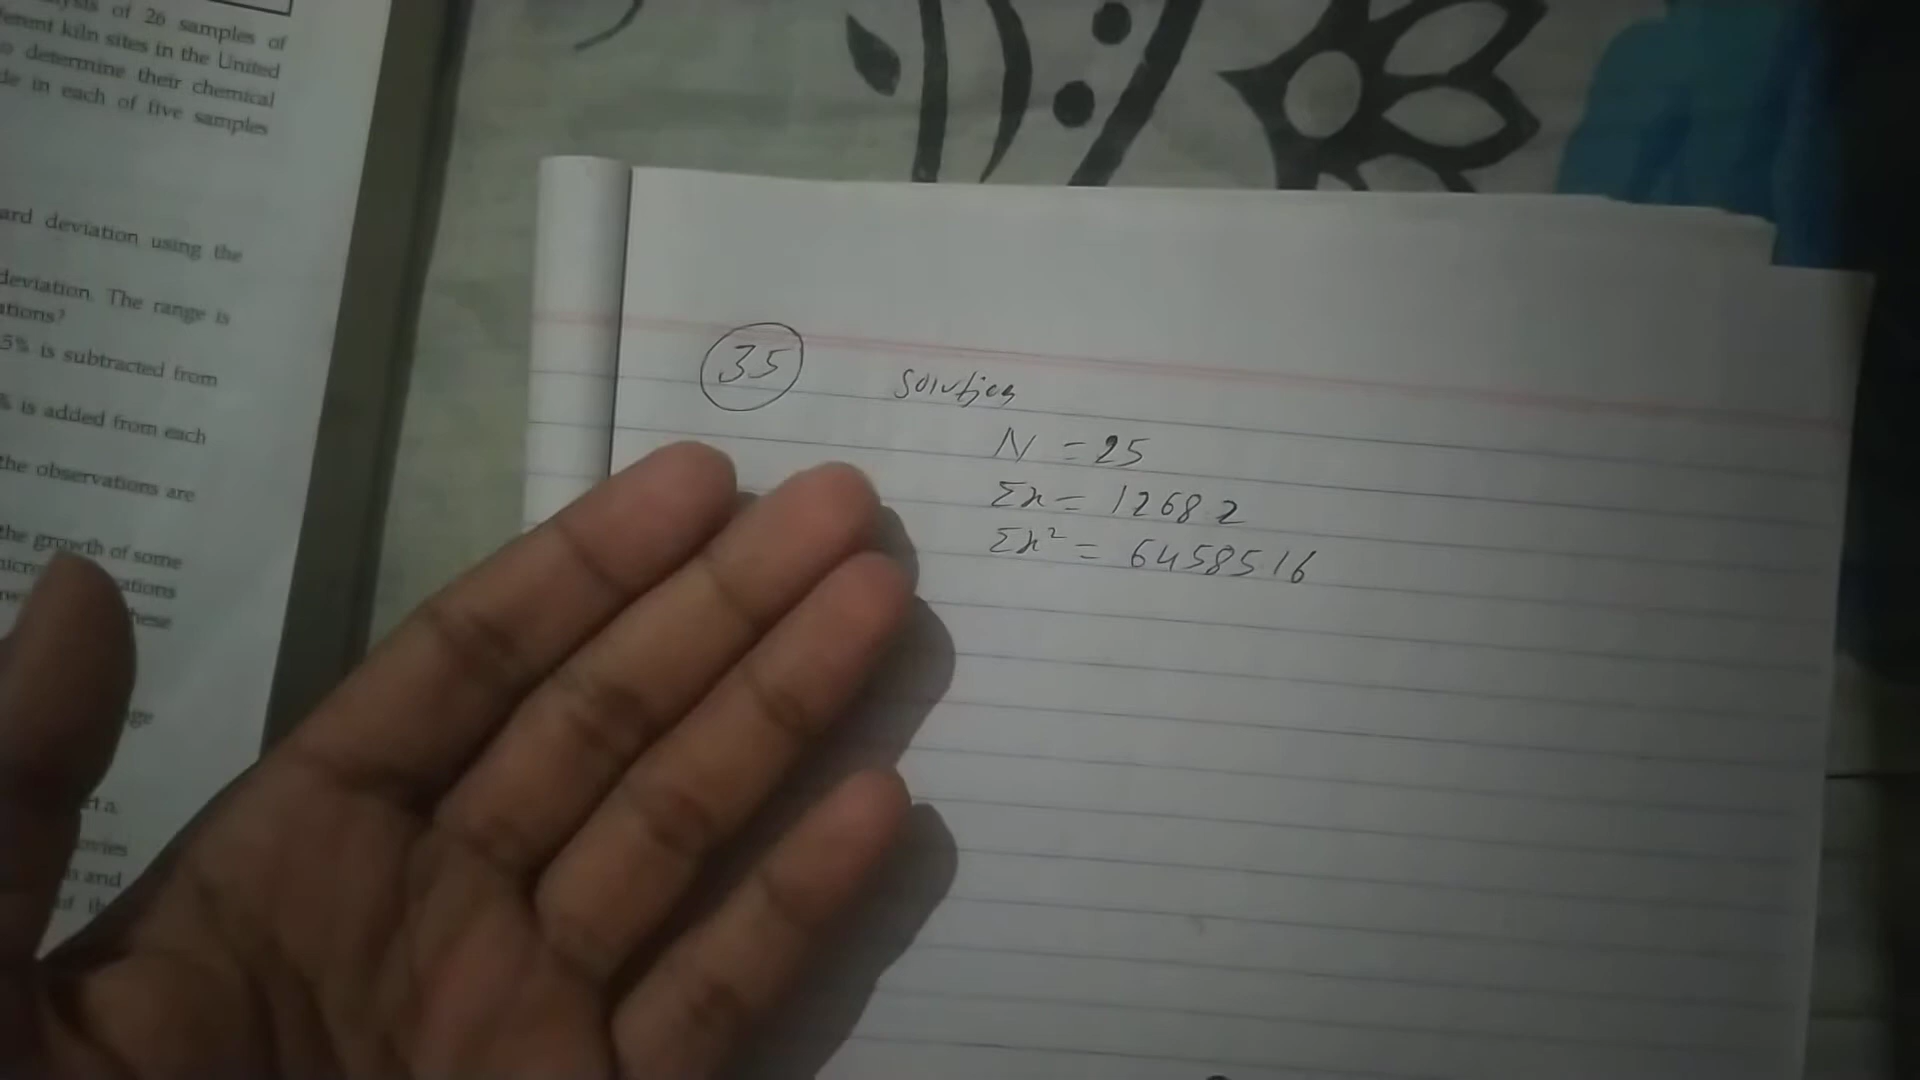 of 26 samples of
kiln sites in the United
determine their chemical
in each of five samples
deviation using the
deviation. The range is
5% is subtracted from
% is added from each
the observations are
the growth of some
35 Solution
N = 25
Σx = 12682
Σx² = 6458516